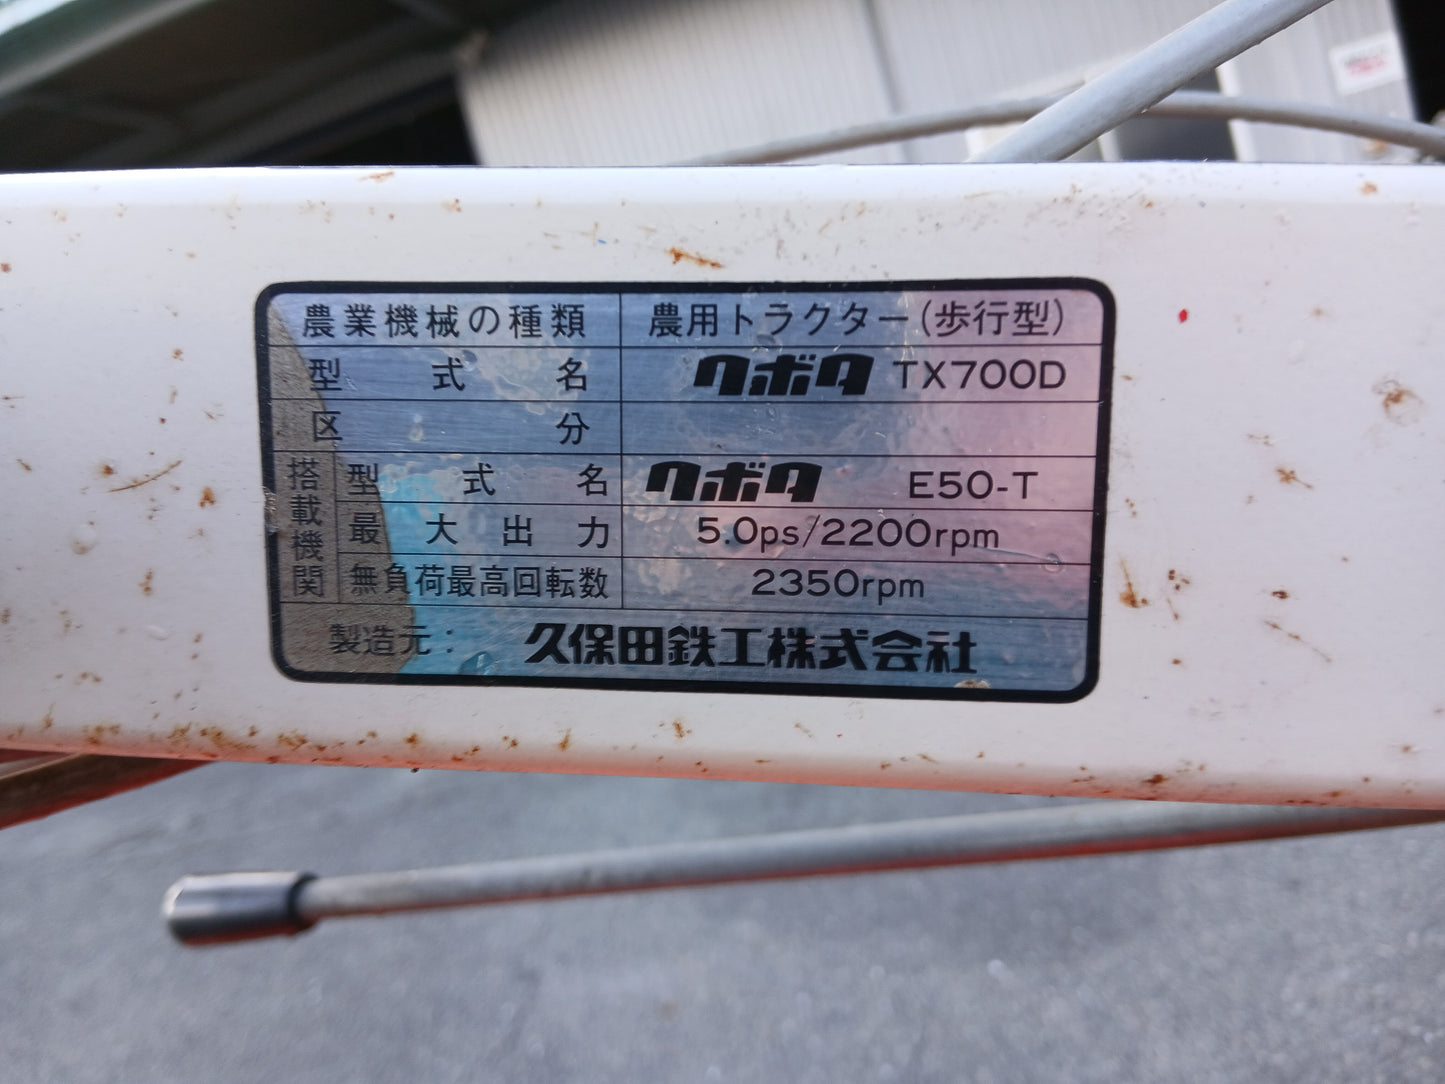 農業機械の種類 農用トラクター(歩行型)
型式名 クボタ TX700D
区分
搭載機関 型式名 クボタ E50-T
最大出力 5.0ps/2200rpm
無負荷最高回転数 2350rpm
製造元: 久保田鉄工株式会社